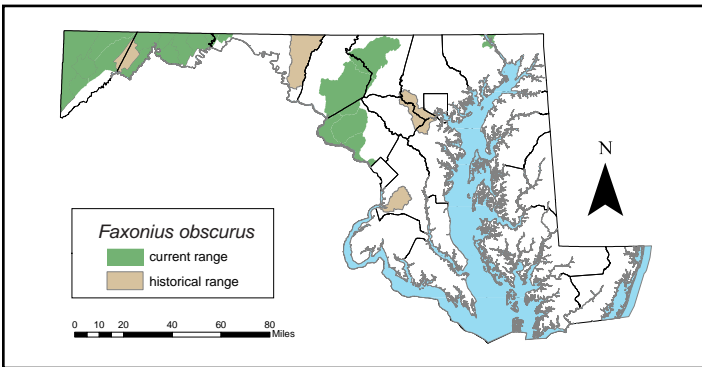 N
Faxonius obscurus
current range
historical range
0 10 20 40 60 80
Miles